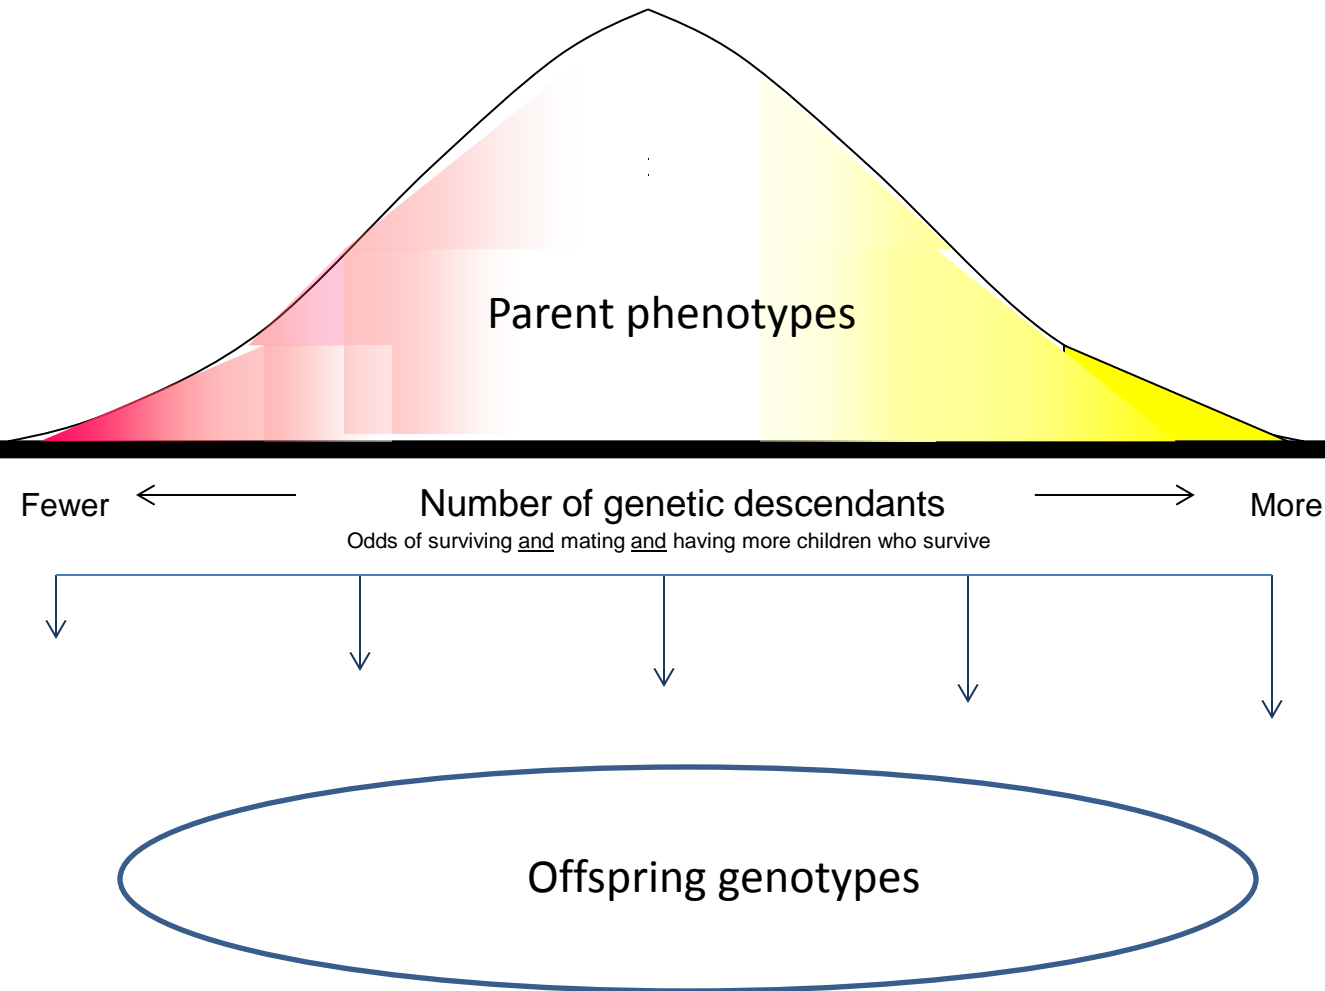 Parent phenotypes
Fewer Number of genetic descendants More
Odds of surviving and mating and having more children who survive
Offspring genotypes